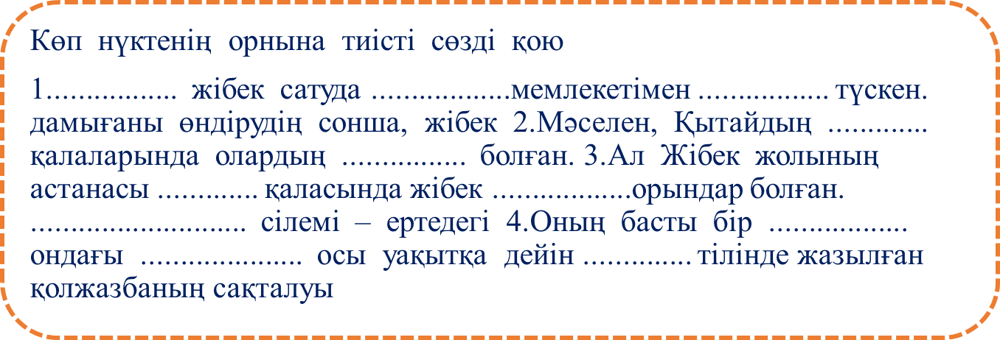 Көп нүктенің орнына тиісті сөзді қою
1................ жібек сатуда .................мемлекетімен ................ түскен.
дамығаны өндірудің сонша, жібек 2.Мәселен, Қытайдың ............
қалаларында олардың ............... болған. 3.Ал Жібек жолының
астанасы ............ қаласында жібек .................орындар болған.
.......................... сілемі – ертедегі 4.Оның басты бір .................
ондағы .................... осы уақытқа дейін ............. тілінде жазылған
қолжазбаның сақталуы